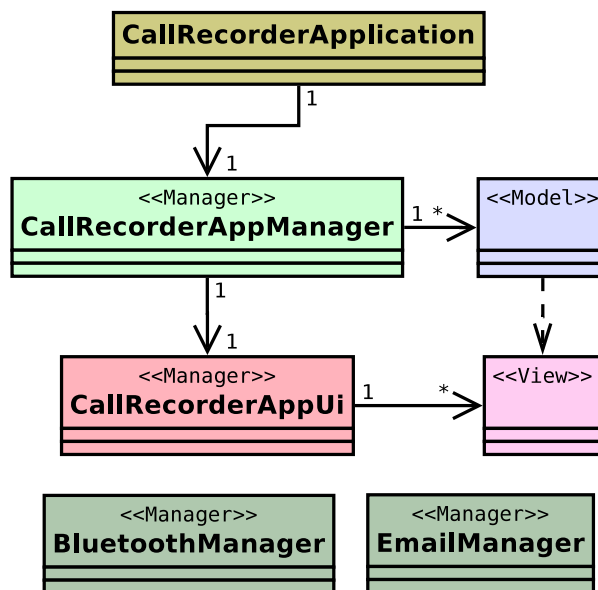 CallRecorderApplication
1
1
<<Manager>>
CallRecorderAppManager
1 *
<<Model>>
1
1
<<Manager>>
CallRecorderAppUi
1 *
<<View>>
<<Manager>>
BluetoothManager
<<Manager>>
EmailManager